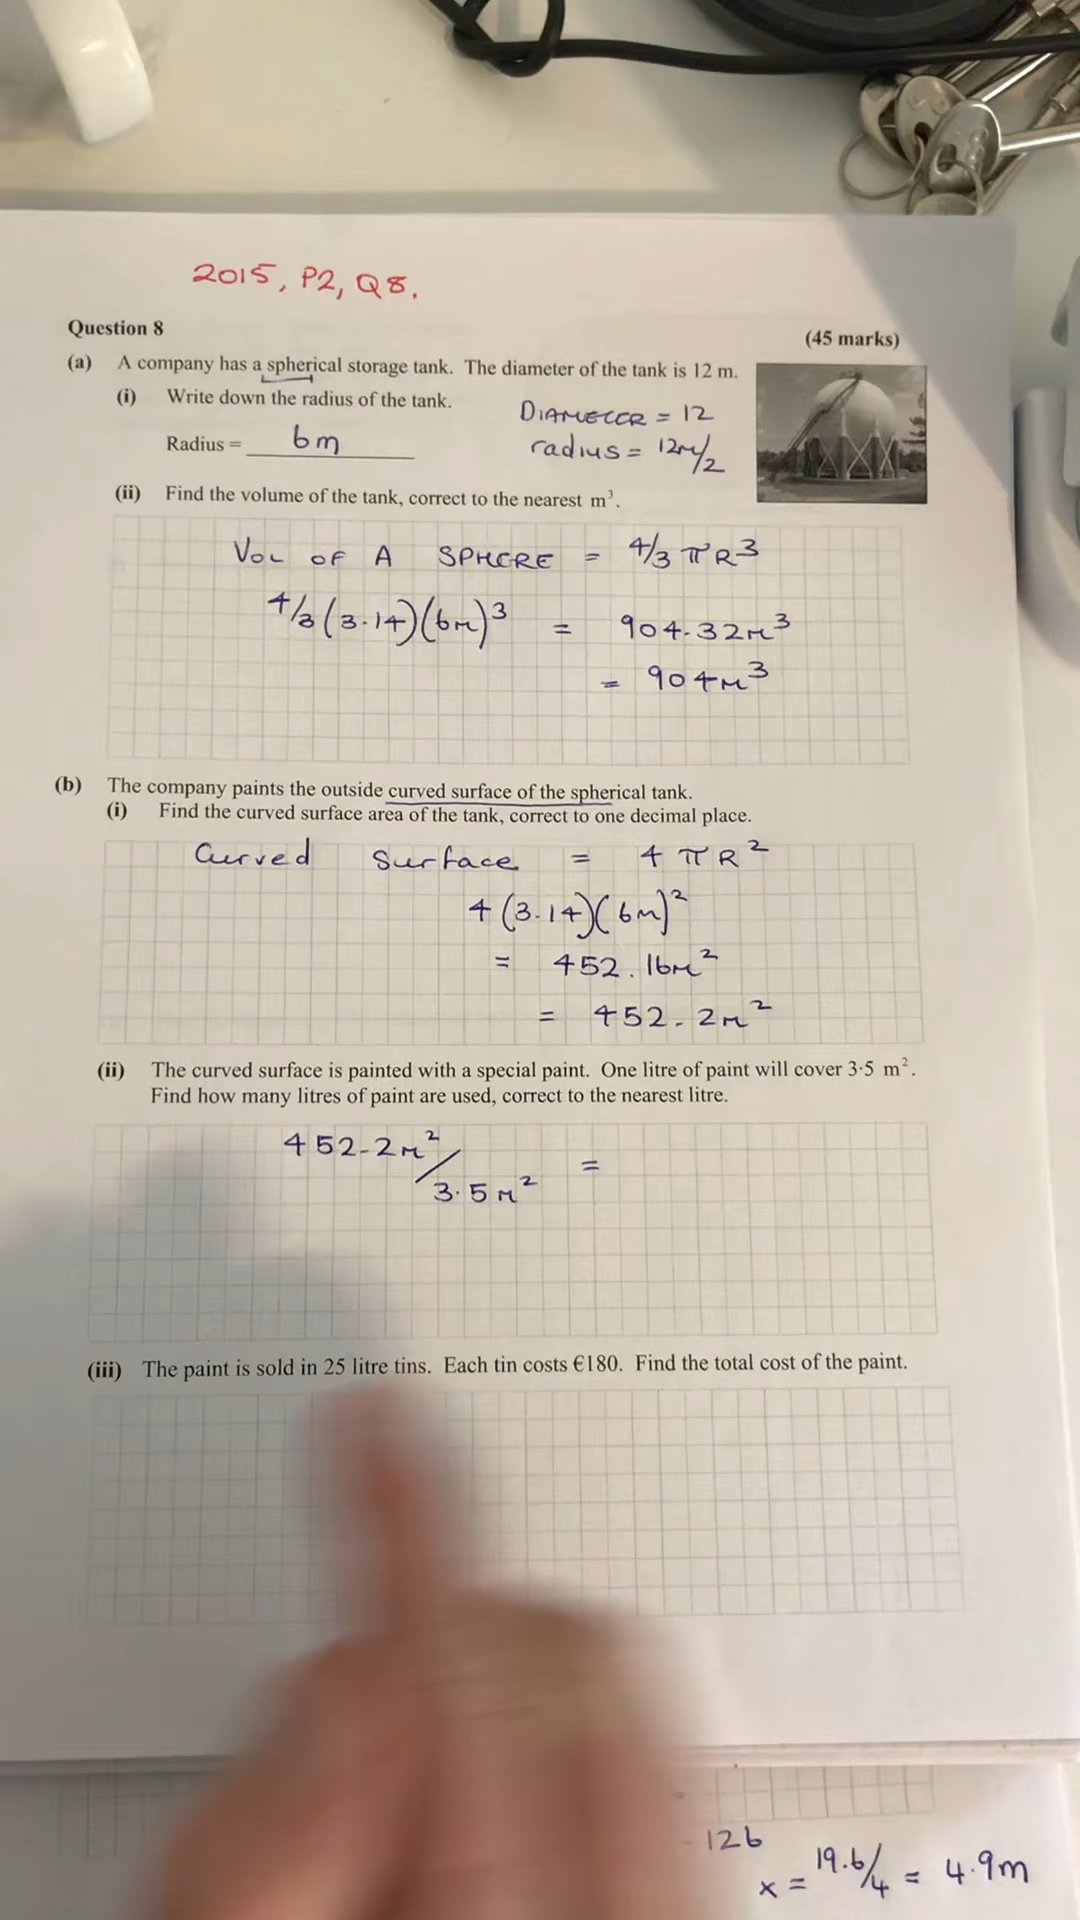 2015, P2, Q8.
Question 8
(45 marks)
(a) A company has a spherical storage tank. The diameter of the tank is 12 m.
(i) Write down the radius of the tank.
DIAMETER = 12
Radius = 6m
radius = 12m/2
(ii) Find the volume of the tank, correct to the nearest m³.
VOL OF A SPHERE = 4/3 π R³
4/3 (3.14)(6m)³ = 904.32m³
= 904m³
(b) The company paints the outside curved surface of the spherical tank.
(i) Find the curved surface area of the tank, correct to one decimal place.
Curved Surface = 4 π R²
4 (3.14)(6m)²
= 452.16m²
= 452.2m²
(ii) The curved surface is painted with a special paint. One litre of paint will cover 3·5 m².
Find how many litres of paint are used, correct to the nearest litre.
452.2m²/3.5m² =
(iii) The paint is sold in 25 litre tins. Each tin costs €180. Find the total cost of the paint.
126
x = 19.6/4 = 4.9m